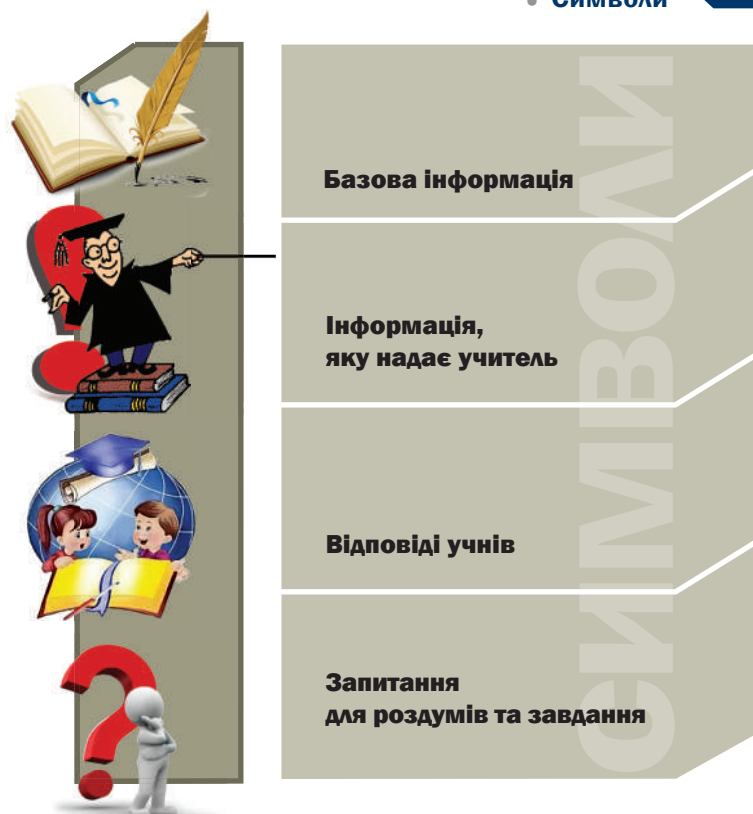 • Символи
Базова інформація
Інформація,
яку надає учитель
Відповіді учнів
Запитання
для роздумів та завдання
СИМВОЛИ